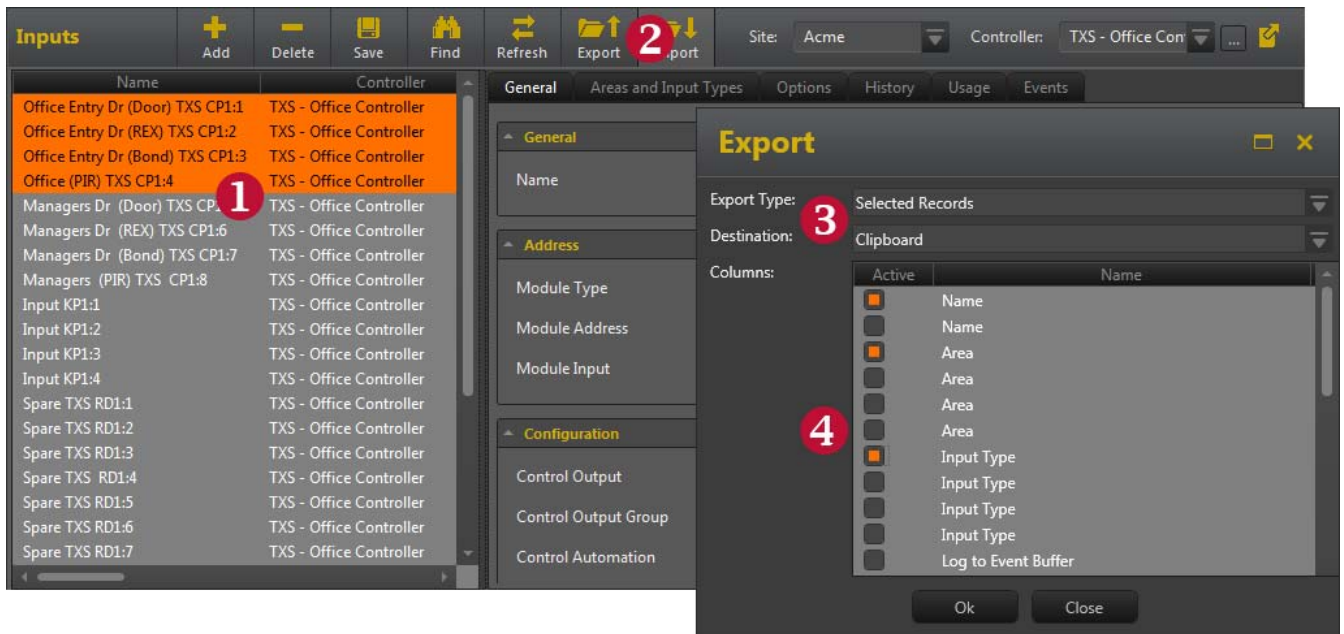 Inputs
Add
Delete
Save
Find
Refresh
Export
2
port
Site: Acme
Controller: TXS - Office Con
...
Name Controller
Office Entry Dr (Door) TXS CP1:1 TXS - Office Controller
Office Entry Dr (REX) TXS CP1:2 TXS - Office Controller
Office Entry Dr (Bond) TXS CP1:3 TXS - Office Controller
Office (PIR) TXS CP1:4 TXS - Office Controller
1
Managers Dr (Door) TXS CP TXS - Office Controller
Managers Dr (REX) TXS CP1:6 TXS - Office Controller
Managers Dr (Bond) TXS CP1:7 TXS - Office Controller
Managers (PIR) TXS CP1:8 TXS - Office Controller
Input KP1:1 TXS - Office Controller
Input KP1:2 TXS - Office Controller
Input KP1:3 TXS - Office Controller
Input KP1:4 TXS - Office Controller
Spare TXS RD1:1 TXS - Office Controller
Spare TXS RD1:2 TXS - Office Controller
Spare TXS RD1:3 TXS - Office Controller
Spare TXS RD1:4 TXS - Office Controller
Spare TXS RD1:5 TXS - Office Controller
Spare TXS RD1:6 TXS - Office Controller
Spare TXS RD1:7 TXS - Office Controller
General Areas and Input Types Options History Usage Events
General
Name
Address
Module Type
Module Address
Module Input
Configuration
Control Output
Control Output Group
Control Automation
Export
Export Type: Selected Records
3
Destination: Clipboard
Columns:
Active Name
Name
Name
Area
Area
Area
Area
4
Input Type
Input Type
Input Type
Input Type
Log to Event Buffer
Ok Close